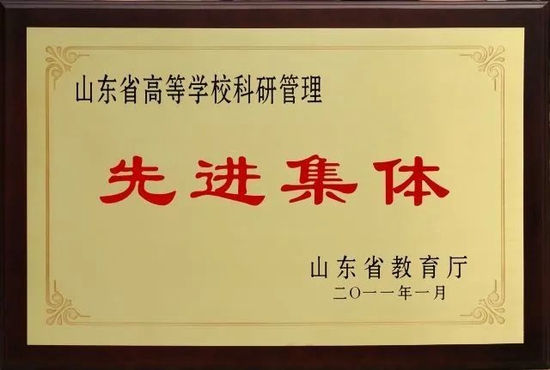 山东省高等学校科研管理
先进集体
山东省教育厅
二〇一一年一月